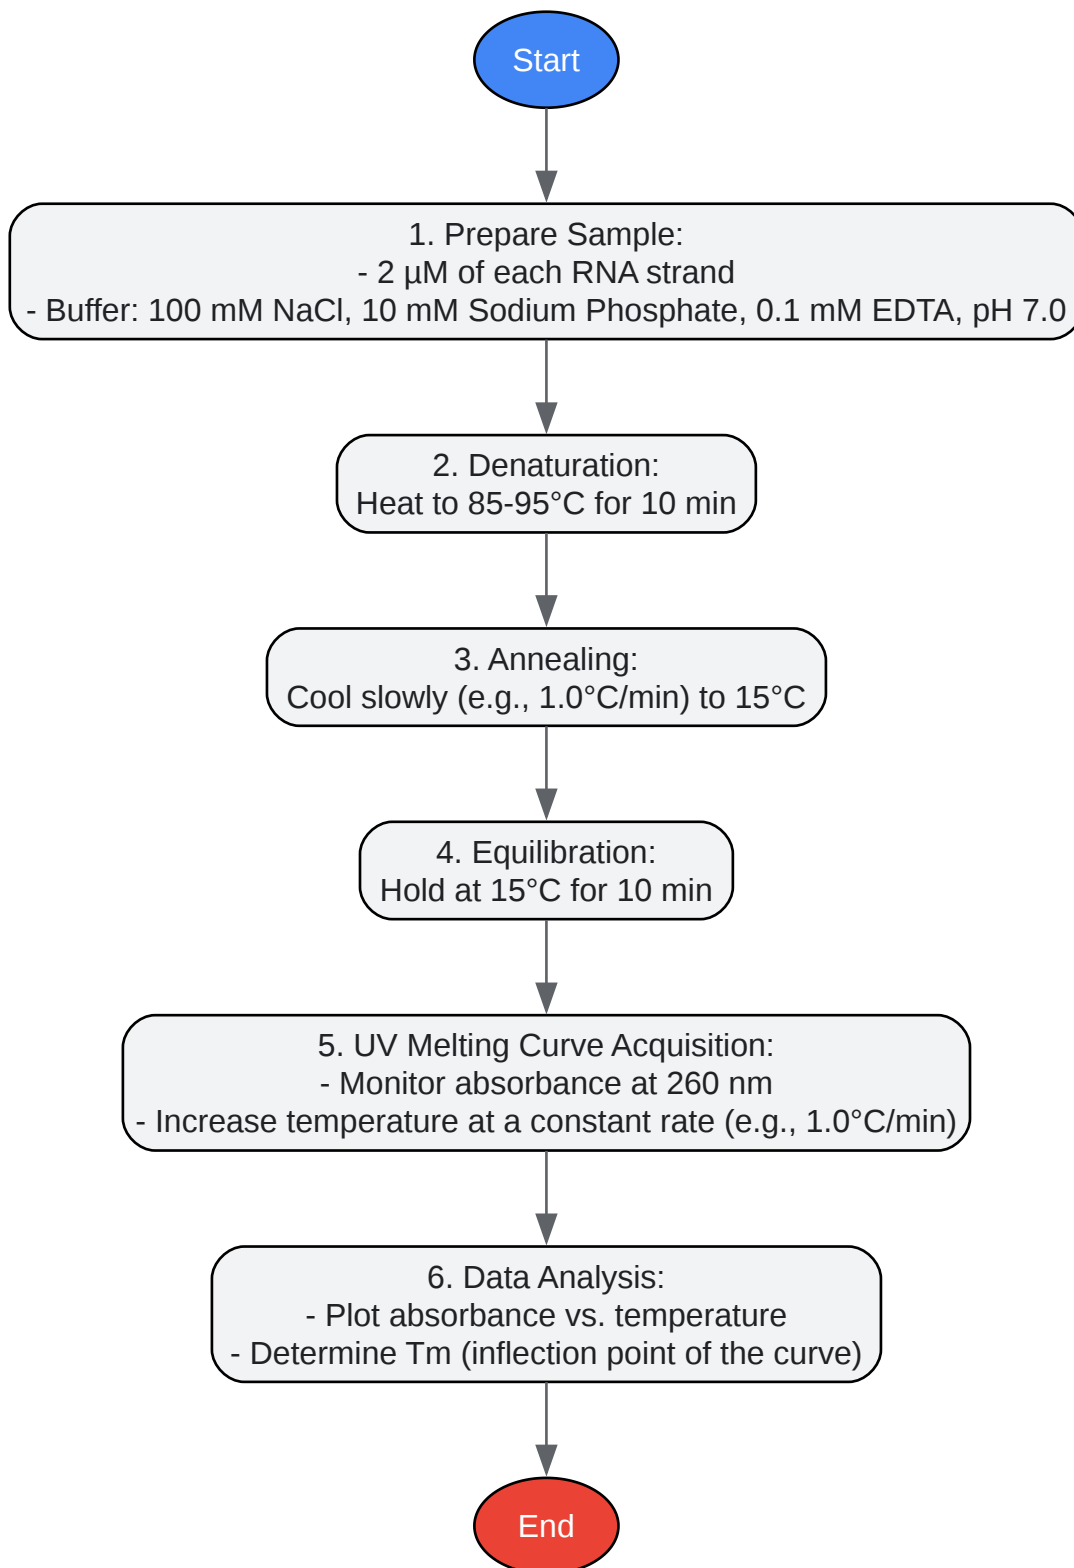 Start
1. Prepare Sample:
- 2 µM of each RNA strand
- Buffer: 100 mM NaCl, 10 mM Sodium Phosphate, 0.1 mM EDTA, pH 7.0
2. Denaturation:
Heat to 85-95°C for 10 min
3. Annealing:
Cool slowly (e.g., 1.0°C/min) to 15°C
4. Equilibration:
Hold at 15°C for 10 min
5. UV Melting Curve Acquisition:
- Monitor absorbance at 260 nm
- Increase temperature at a constant rate (e.g., 1.0°C/min)
6. Data Analysis:
- Plot absorbance vs. temperature
- Determine Tm (inflection point of the curve)
End